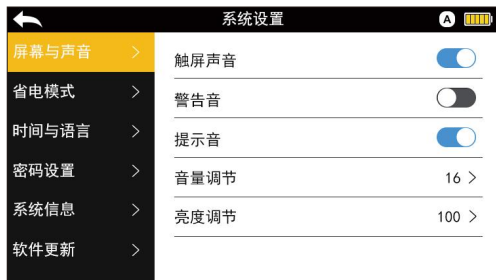 系统设置 A
屏幕与声音 >
省电模式 >
时间与语言 >
密码设置 >
系统信息 >
软件更新 >
触屏声音
警告音
提示音
音量调节 16 >
亮度调节 100 >